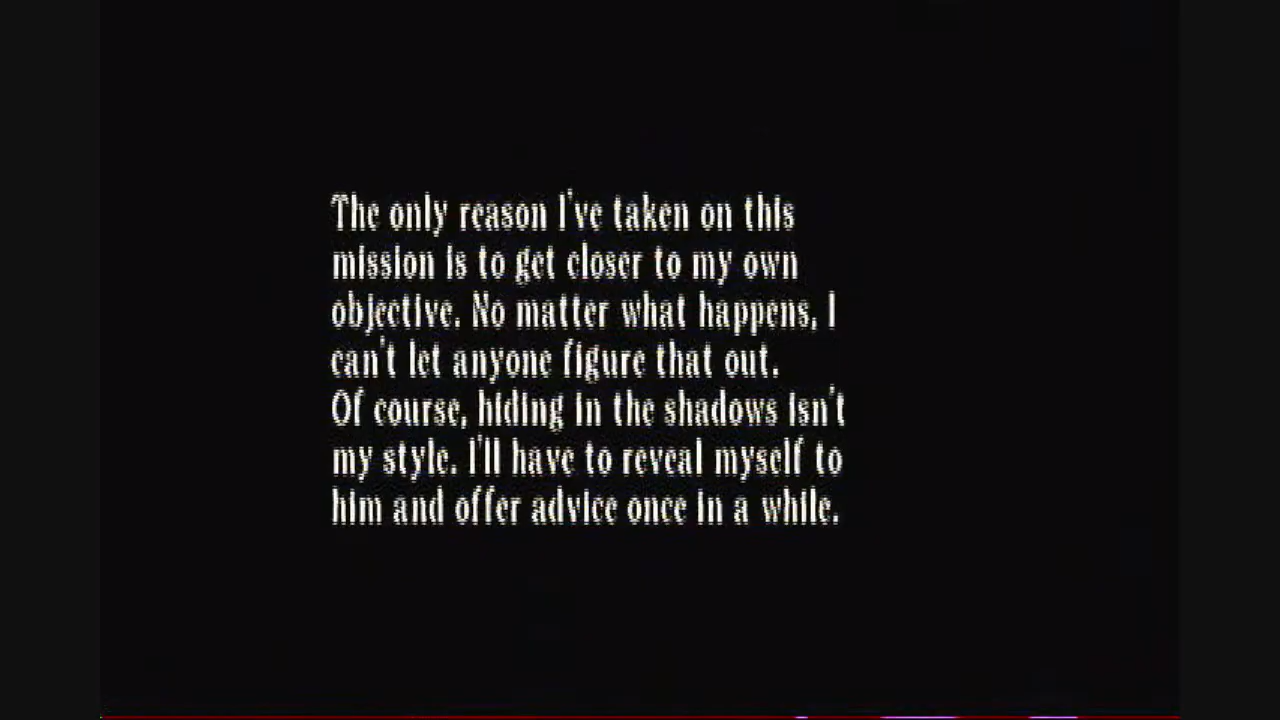 The only reason I've taken on this
mission is to get closer to my own
objective. No matter what happens, I
can't let anyone figure that out.
Of course, hiding in the shadows isn't
my style. I'll have to reveal myself to
him and offer advice once in a while.